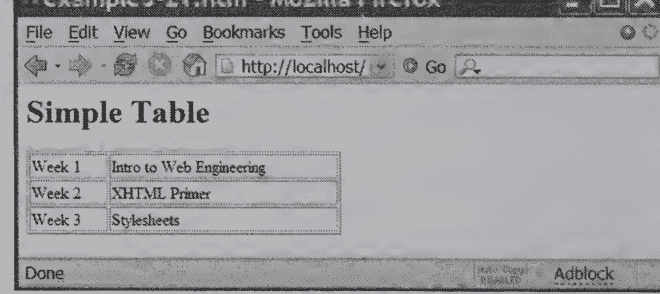 File Edit View Go Bookmarks Tools Help
http://localhost/ Go
Simple Table
Week 1 Intro to Web Engineering
Week 2 XHTML Primer
Week 3 Stylesheets
Done Adblock